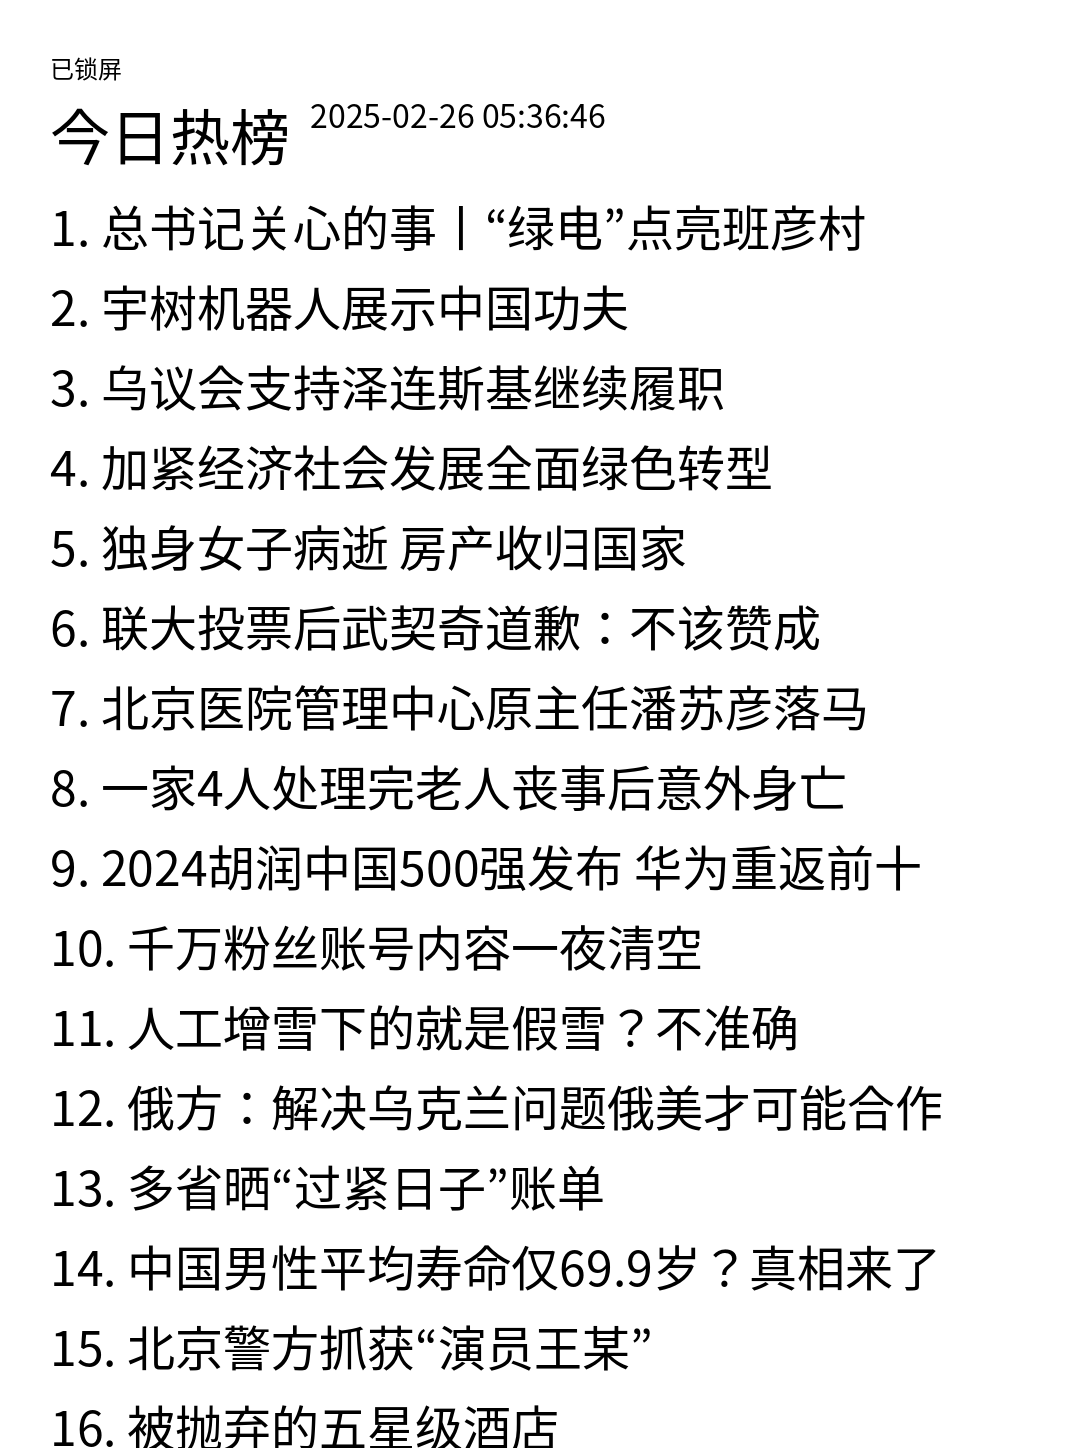 已锁屏
今日热榜 2025-02-26 05:36:46
1. 总书记关心的事丨“绿电”点亮班彦村
2. 宇树机器人展示中国功夫
3. 乌议会支持泽连斯基继续履职
4. 加紧经济社会发展全面绿色转型
5. 独身女子病逝 房产收归国家
6. 联大投票后武契奇道歉：不该赞成
7. 北京医院管理中心原主任潘苏彦落马
8. 一家4人处理完老人丧事后意外身亡
9. 2024胡润中国500强发布 华为重返前十
10. 千万粉丝账号内容一夜清空
11. 人工增雪下的就是假雪？不准确
12. 俄方：解决乌克兰问题俄美才可能合作
13. 多省晒“过紧日子”账单
14. 中国男性平均寿命仅69.9岁？真相来了
15. 北京警方抓获“演员王某”
16. 被抛弃的五星级酒店